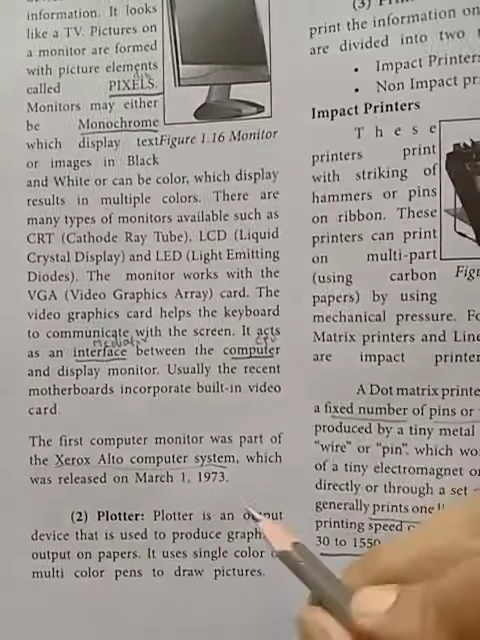 information. It looks
like a TV. Pictures on
a monitor are formed
with picture elements
called PIXELS.
Monitors may either
be Monochrome
which display text
or images in Black
Figure 1.16 Monitor
and White or can be color, which display
results in multiple colors. There are
many types of monitors available such as
CRT (Cathode Ray Tube), LCD (Liquid
Crystal Display) and LED (Light Emitting
Diodes). The monitor works with the
VGA (Video Graphics Array) card. The
video graphics card helps the keyboard
to communicate with the screen. It acts
as an interface between the computer
and display monitor. Usually the recent
motherboards incorporate built-in video
card.
The first computer monitor was part of
the Xerox Alto computer system, which
was released on March 1, 1973.
(2) Plotter: Plotter is an output
device that is used to produce graph
output on papers. It uses single color
multi color pens to draw pictures.
(3)
print the information on
are divided into two
• Impact Printers
• Non Impact
Impact Printers
These
printers print
with striking of
hammers or pins
on ribbon. These
printers can print
on multi-part
(using carbon
papers) by using
mechanical pressure.
Matrix printers and
are impact
A Dot matrix
a fixed number of pins or
produced by a tiny metal
"wire" or "pin", which
of a tiny electromagnet or
directly or through a set
generally prints one
printing speed
30 to 1550